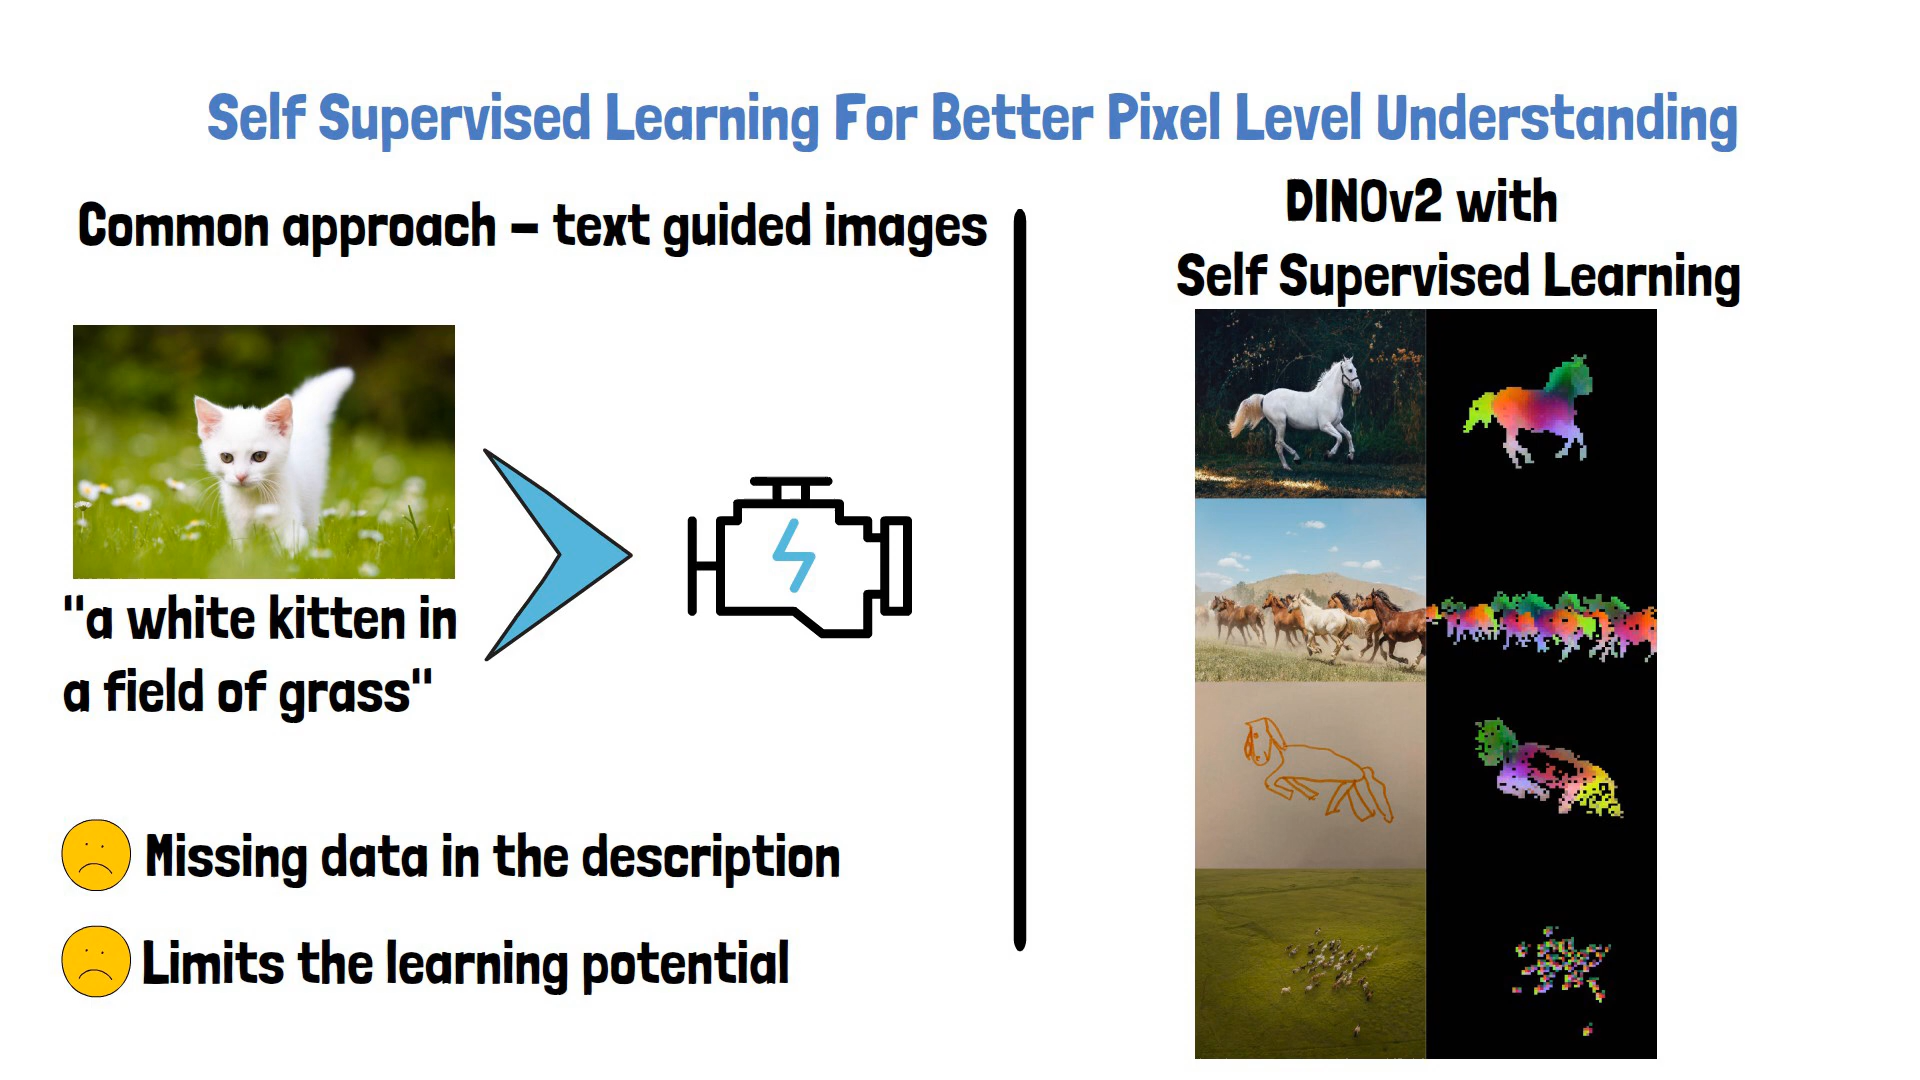 Self Supervised Learning For Better Pixel Level Understanding
Common approach – text guided images
"a white kitten in
a field of grass"
Missing data in the description
Limits the learning potential
DINOv2 with
Self Supervised Learning